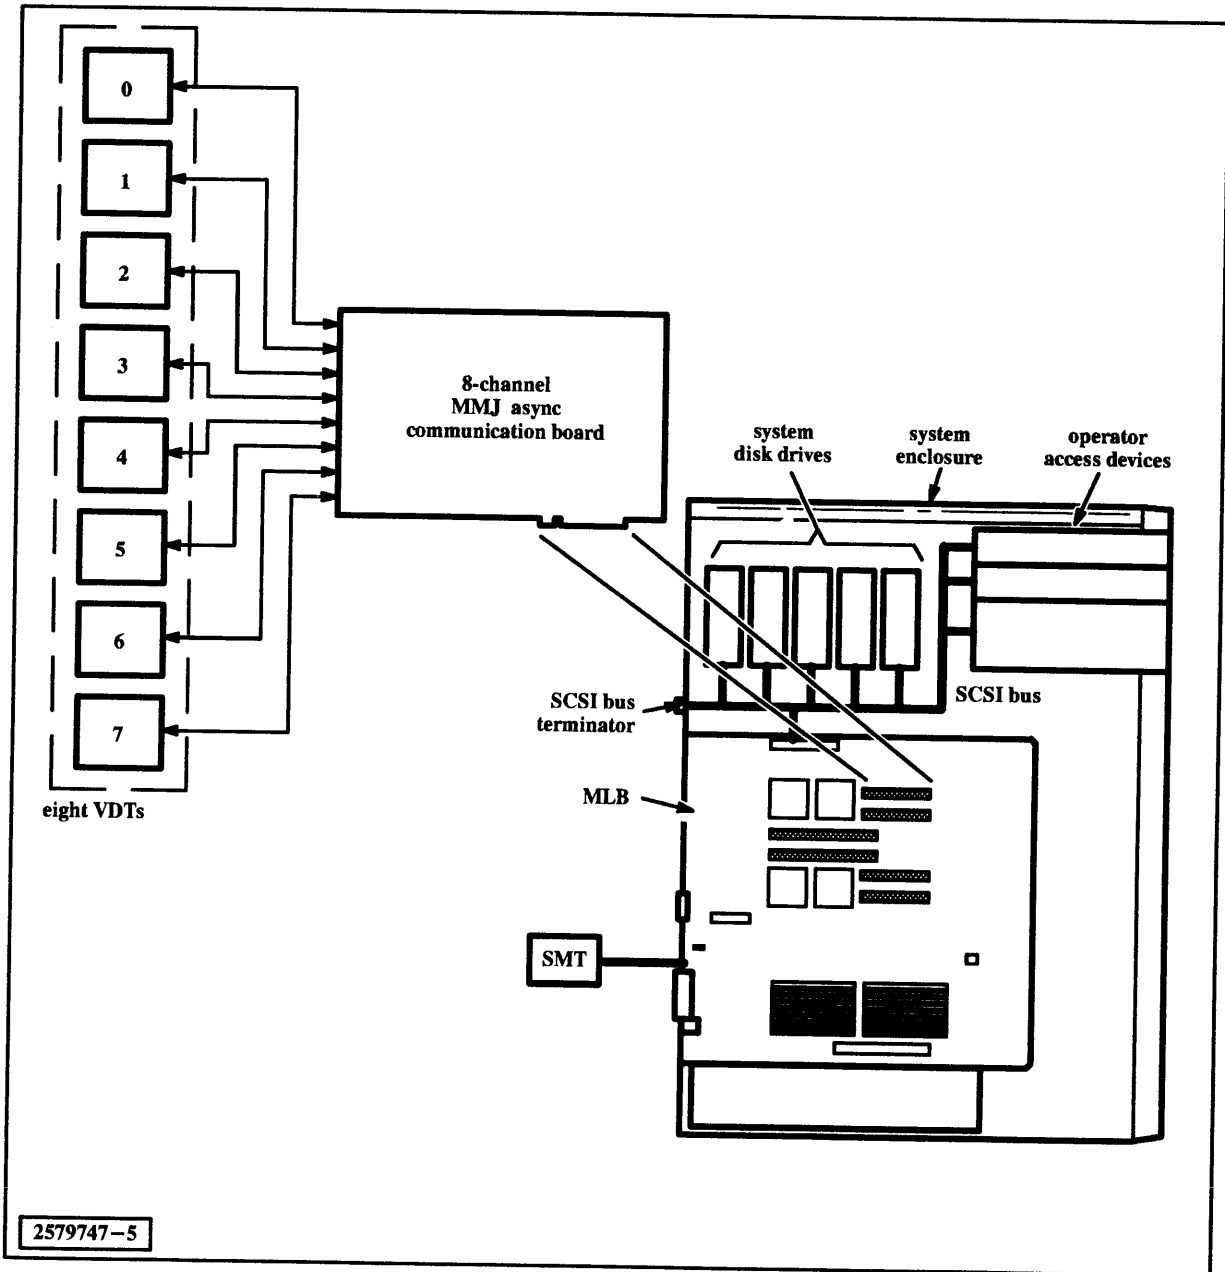 0
1
2
3
4
5
6
7
eight VDTs
8-channel
MMJ async
communication board
system
disk drives
system
enclosure
operator
access devices
SCSI bus
terminator
SCSI bus
MLB
SMT
2579747-5